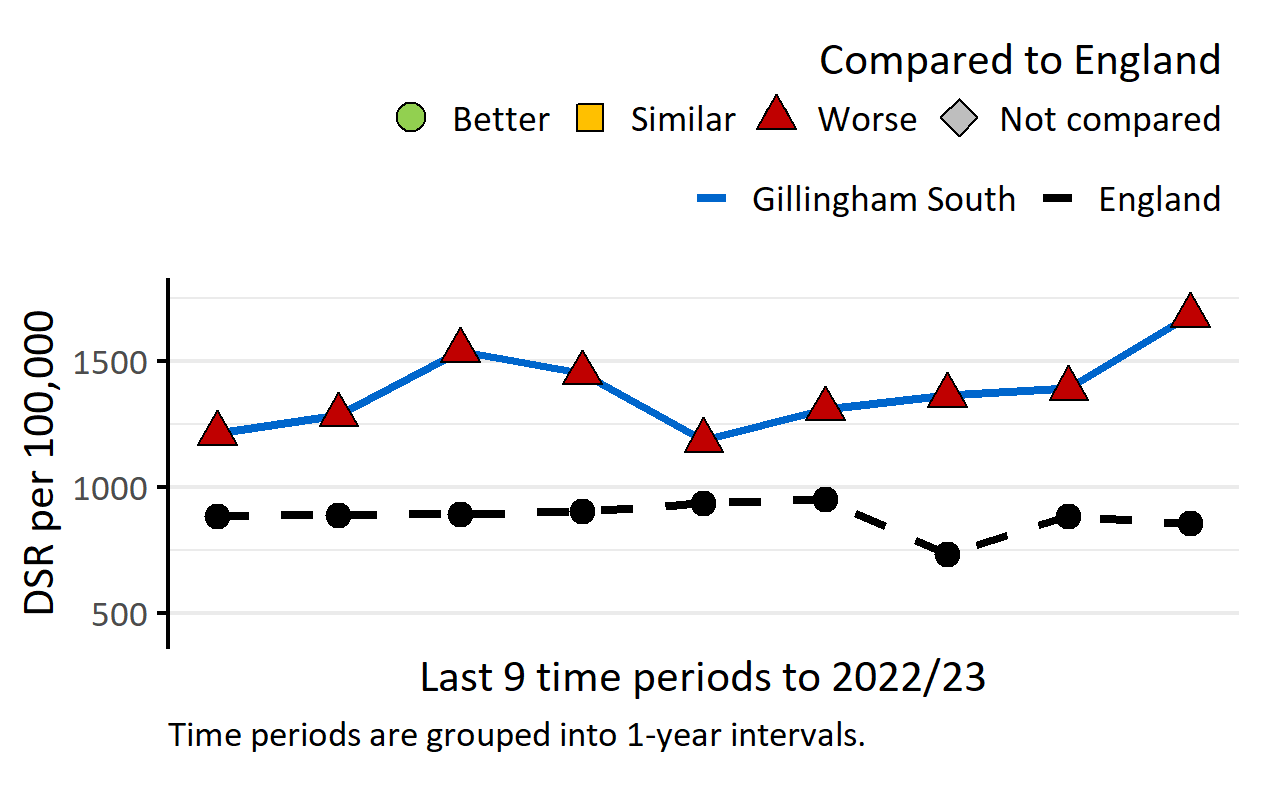 Compared to England
Better Similar Worse Not compared
Gillingham South England
DSR per 100,000
1500
1000
500
Last 9 time periods to 2022/23
Time periods are grouped into 1-year intervals.